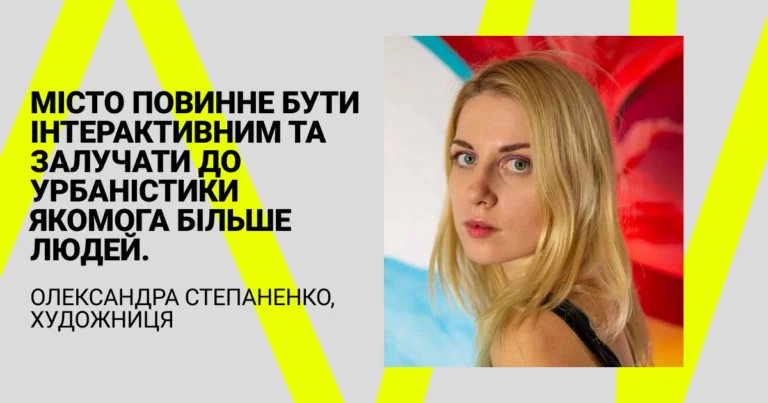 МІСТО ПОВИННЕ БУТИ
ІНТЕРАКТИВНИМ ТА
ЗАЛУЧАТИ ДО
УРБАНІСТИКИ
ЯКОМОГА БІЛЬШЕ
ЛЮДЕЙ.
ОЛЕКСАНДРА СТЕПАНЕНКО,
ХУДОЖНИЦЯ